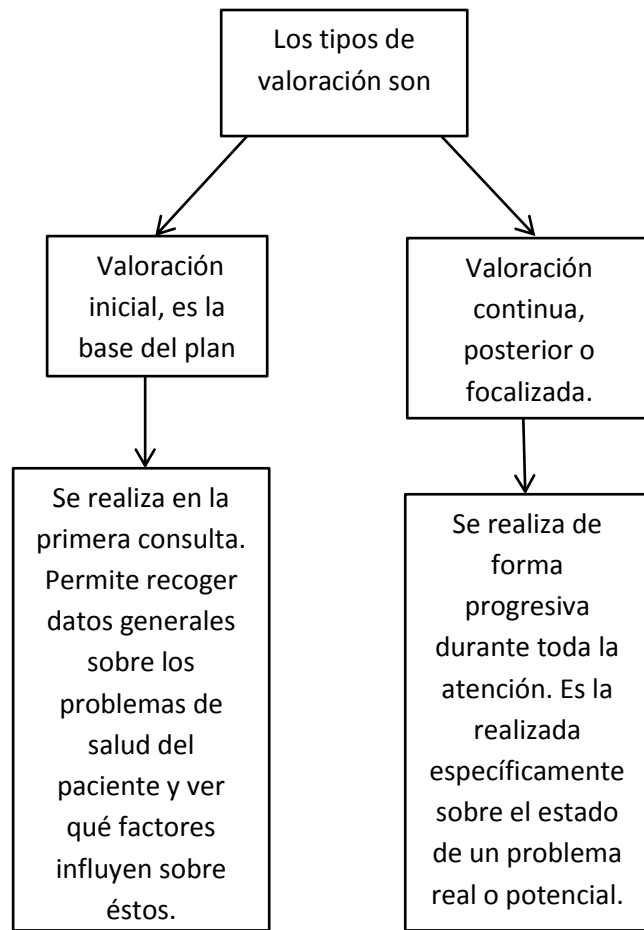 Los tipos de
valoración son
Valoración
inicial, es la
base del plan
Valoración
continua,
posterior o
focalizada.
Se realiza en la
primera consulta.
Permite recoger
datos generales
sobre los
problemas de
salud del
paciente y ver
qué factores
influyen sobre
éstos.
Se realiza de
forma
progresiva
durante toda la
atención. Es la
realizada
específicamente
sobre el estado
de un problema
real o potencial.